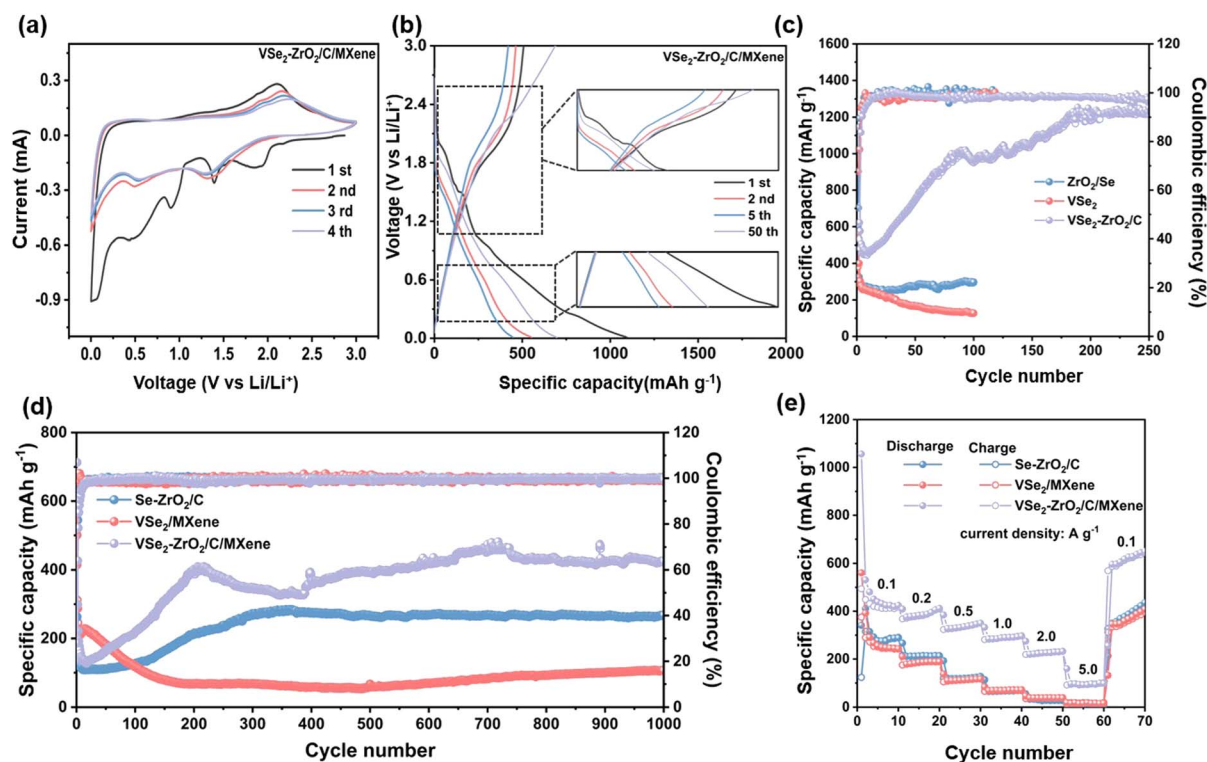 (a)
VSe₂-ZrO₂/C/MXene
0.3
0.0
-0.3
-0.6
-0.9
Current (mA)
1 st
2 nd
3 rd
4 th
0.0 0.5 1.0 1.5 2.0 2.5 3.0
Voltage (V vs Li/Li⁺)
(b)
VSe₂-ZrO₂/C/MXene
3.0
2.4
1.8
1.2
0.6
0.0
Voltage (V vs Li/Li⁺)
1 st
2 nd
5 th
50 th
0 500 1000 1500 2000
Specific capacity(mAh g⁻¹)
(c)
1600
1400
1200
1000
800
600
400
200
0
Specific capacity (mAh g⁻¹)
ZrO₂/Se
VSe₂
VSe₂-ZrO₂/C
120
100
80
60
40
20
0
Coulombic efficiency (%)
0 50 100 150 200 250
Cycle number
(d)
800
600
400
200
0
Specific capacity (mAh g⁻¹)
Se-ZrO₂/C
VSe₂/MXene
VSe₂-ZrO₂/C/MXene
120
100
80
60
40
20
0
Coulombic efficiency (%)
0 100 200 300 400 500 600 700 800 900 1000
Cycle number
(e)
1200
1000
800
600
400
200
0
Specific capacity (mAh g⁻¹)
Discharge Charge
Se-ZrO₂/C
VSe₂/MXene
VSe₂-ZrO₂/C/MXene
current density: A g⁻¹
0.1
0.2
0.5
1.0
2.0
5.0
0.1
0 10 20 30 40 50 60 70
Cycle number